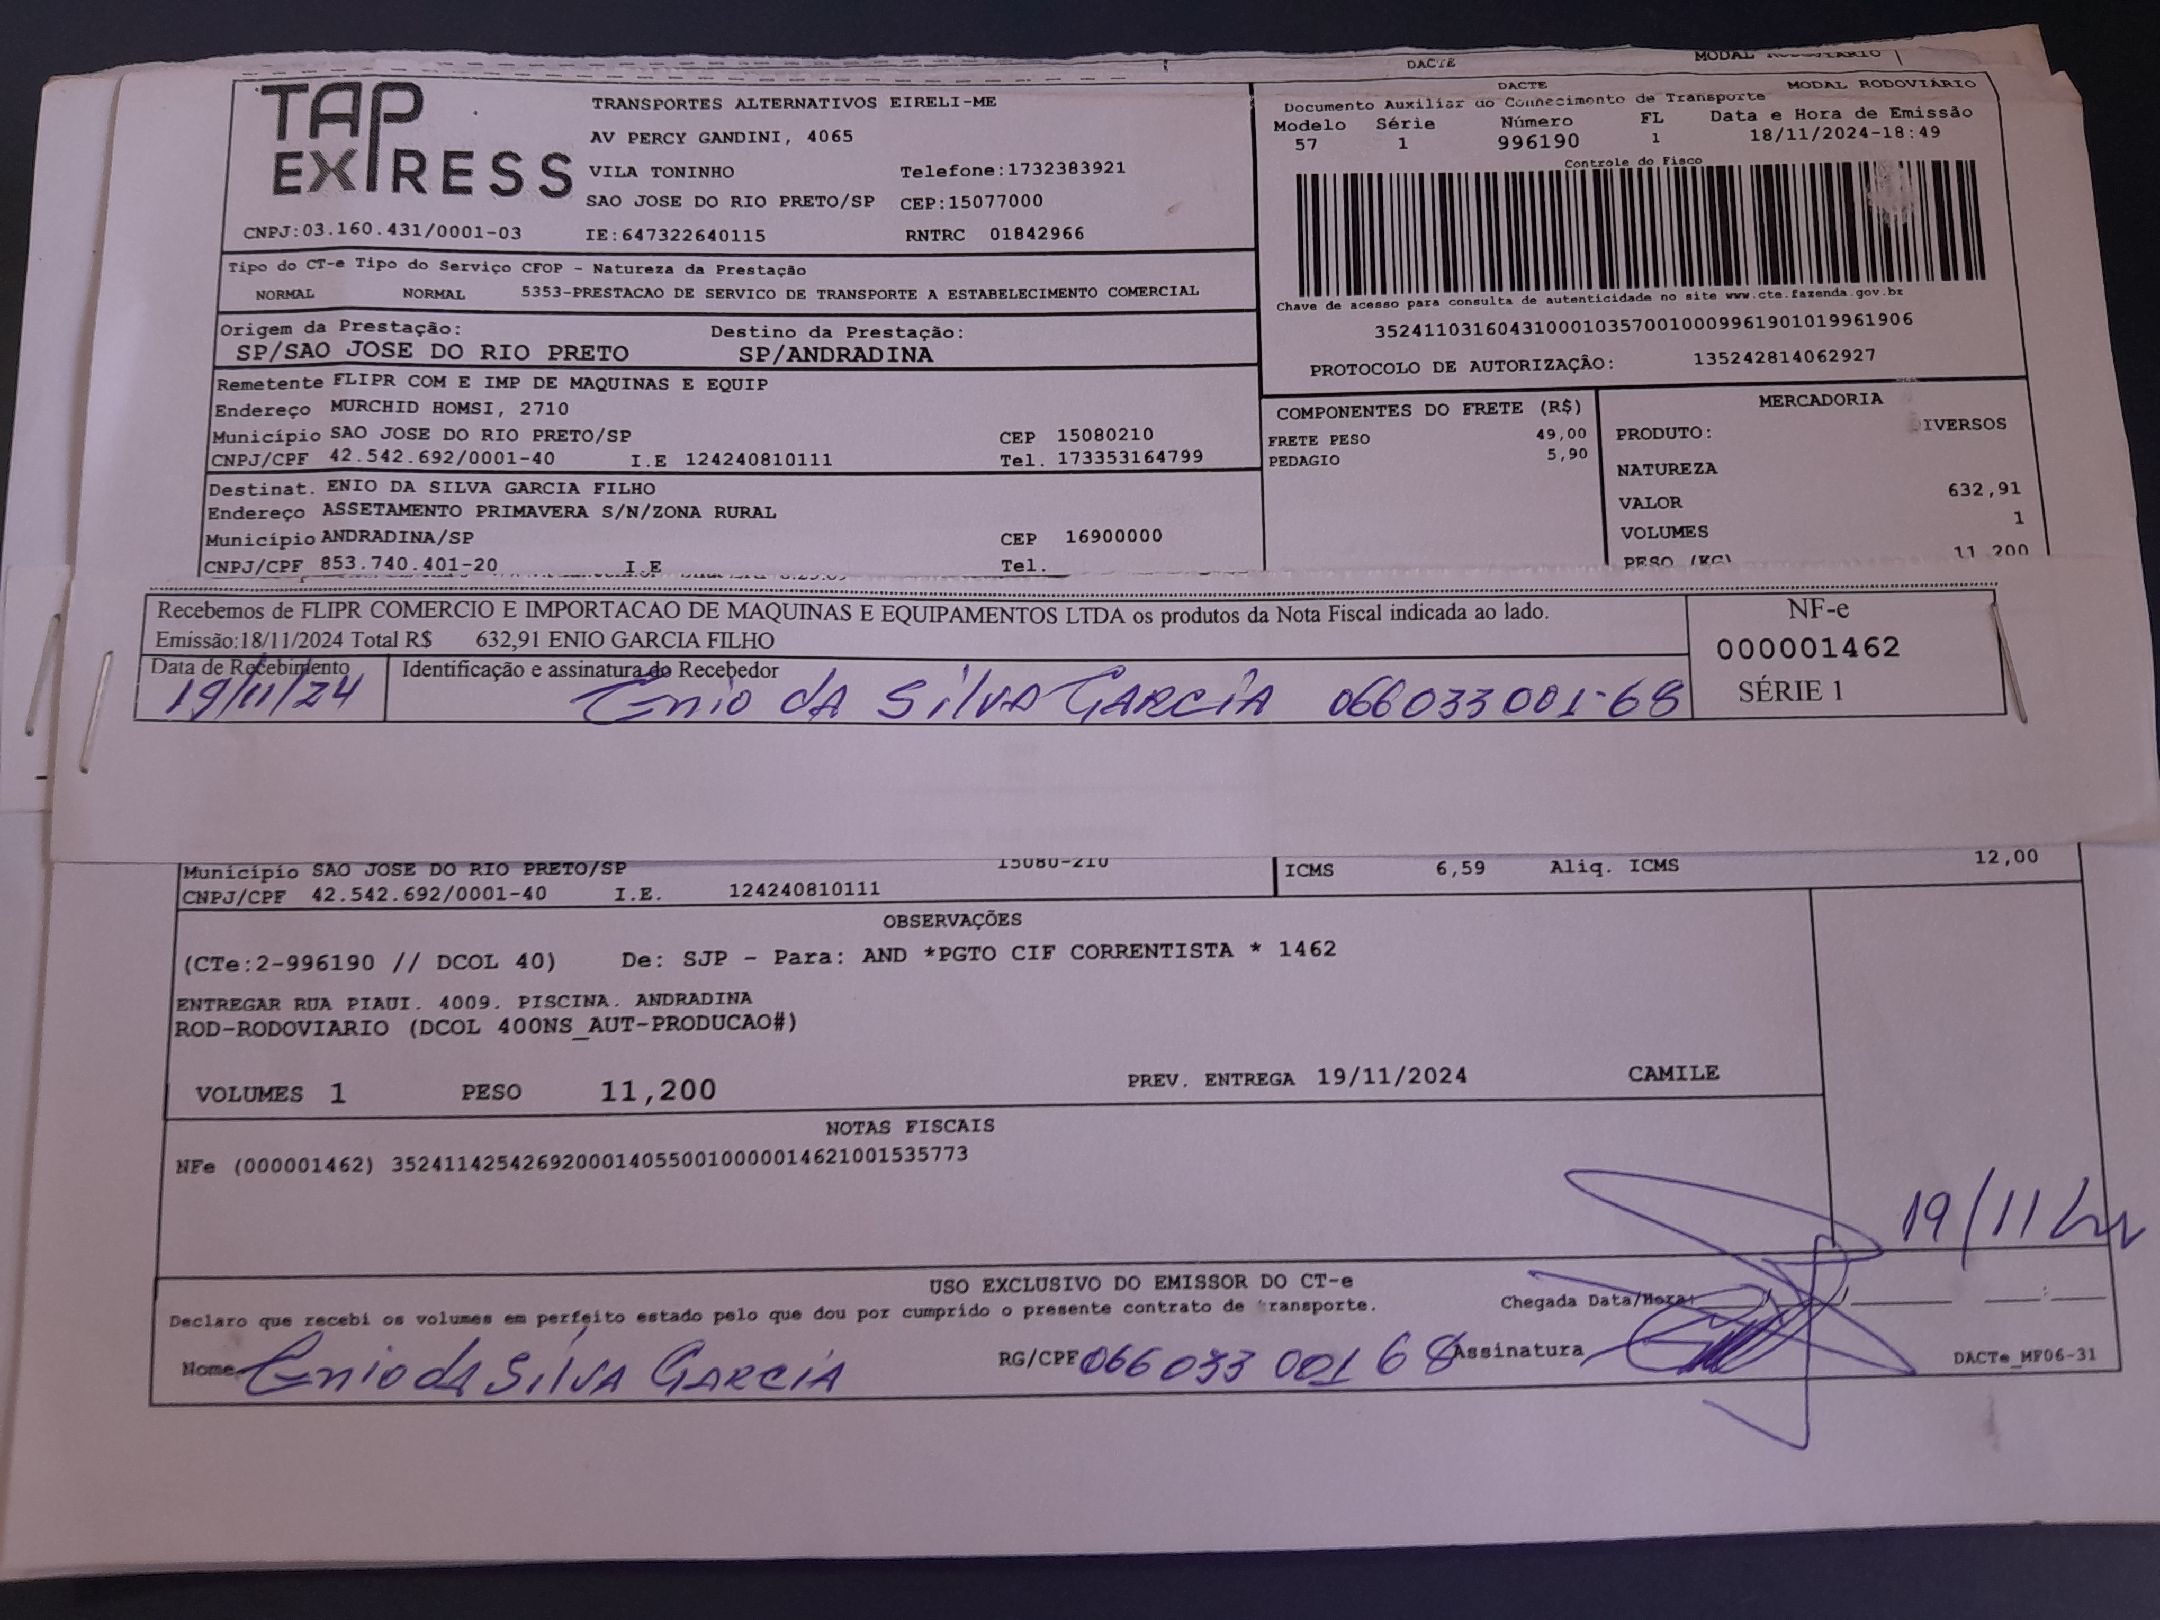 DACTE
MODAL RODOVIÁRIO
TAP EXPRESS
TRANSPORTES ALTERNATIVOS EIRELI-ME
AV PERCY GANDINI, 4065
VILA TONINHO Telefone:1732383921
SAO JOSE DO RIO PRETO/SP CEP:15077000
CNPJ:03.160.431/0001-03 IE:647322640115 RNTRC 01842966
DACTE MODAL RODOVIÁRIO
Documento Auxiliar do Conhecimento de Transporte
Modelo Série Número FL Data e Hora de Emissão
57 1 996190 1 18/11/2024-18:49
Controle do Fisco
Chave de acesso para consulta de autenticidade no site www.cte.fazenda.gov.br
35241103160431000103570010009961901019961906
PROTOCOLO DE AUTORIZAÇÃO: 135242814062927
Tipo do CT-e Tipo do Serviço CFOP - Natureza da Prestação
NORMAL NORMAL 5353-PRESTACAO DE SERVICO DE TRANSPORTE A ESTABELECIMENTO COMERCIAL
Origem da Prestação: Destino da Prestação:
SP/SAO JOSE DO RIO PRETO SP/ANDRADINA
Remetente FLIPR COM E IMP DE MAQUINAS E EQUIP
Endereço MURCHID HOMSI, 2710
Município SAO JOSE DO RIO PRETO/SP CEP 15080210
CNPJ/CPF 42.542.692/0001-40 I.E 124240810111 Tel. 173353164799
Destinat. ENIO DA SILVA GARCIA FILHO
Endereço ASSETAMENTO PRIMAVERA S/N/ZONA RURAL
Município ANDRADINA/SP CEP 16900000
CNPJ/CPF 853.740.401-20 I.E Tel.
COMPONENTES DO FRETE (R$)
FRETE PESO 49,00
PEDAGIO 5,90
MERCADORIA
PRODUTO: DIVERSOS
NATUREZA
VALOR 632,91
VOLUMES 1
PESO (KG) 11,200
Recebemos de FLIPR COMERCIO E IMPORTACAO DE MAQUINAS E EQUIPAMENTOS LTDA os produtos da Nota Fiscal indicada ao lado.
Emissão:18/11/2024 Total R$ 632,91 ENIO GARCIA FILHO
Data de Recebimento Identificação e assinatura do Recebedor
19/11/24 Enio da Silva Garcia 066033001-68
NF-e
000001462
SÉRIE 1
Município SAO JOSE DO RIO PRETO/SP 15080-210
CNPJ/CPF 42.542.692/0001-40 I.E. 124240810111
ICMS 6,59 Aliq. ICMS 12,00
OBSERVAÇÕES
(CTe:2-996190 // DCOL 40) De: SJP - Para: AND *PGTO CIF CORRENTISTA * 1462
ENTREGAR RUA PIAUI. 4009. PISCINA. ANDRADINA
ROD-RODOVIARIO (DCOL 400NS_AUT-PRODUCAO#)
VOLUMES 1 PESO 11,200 PREV. ENTREGA 19/11/2024 CAMILE
NOTAS FISCAIS
NFe (000001462) 35241142542692000140550010000014621001535773
19/11/
USO EXCLUSIVO DO EMISSOR DO CT-e
Declaro que recebi os volumes em perfeito estado pelo que dou por cumprido o presente contrato de transporte.
Chegada Data/Hora:
Nome Enio da Silva Garcia RG/CPF 066 033 001 68 Assinatura
DACTe_MF06-31